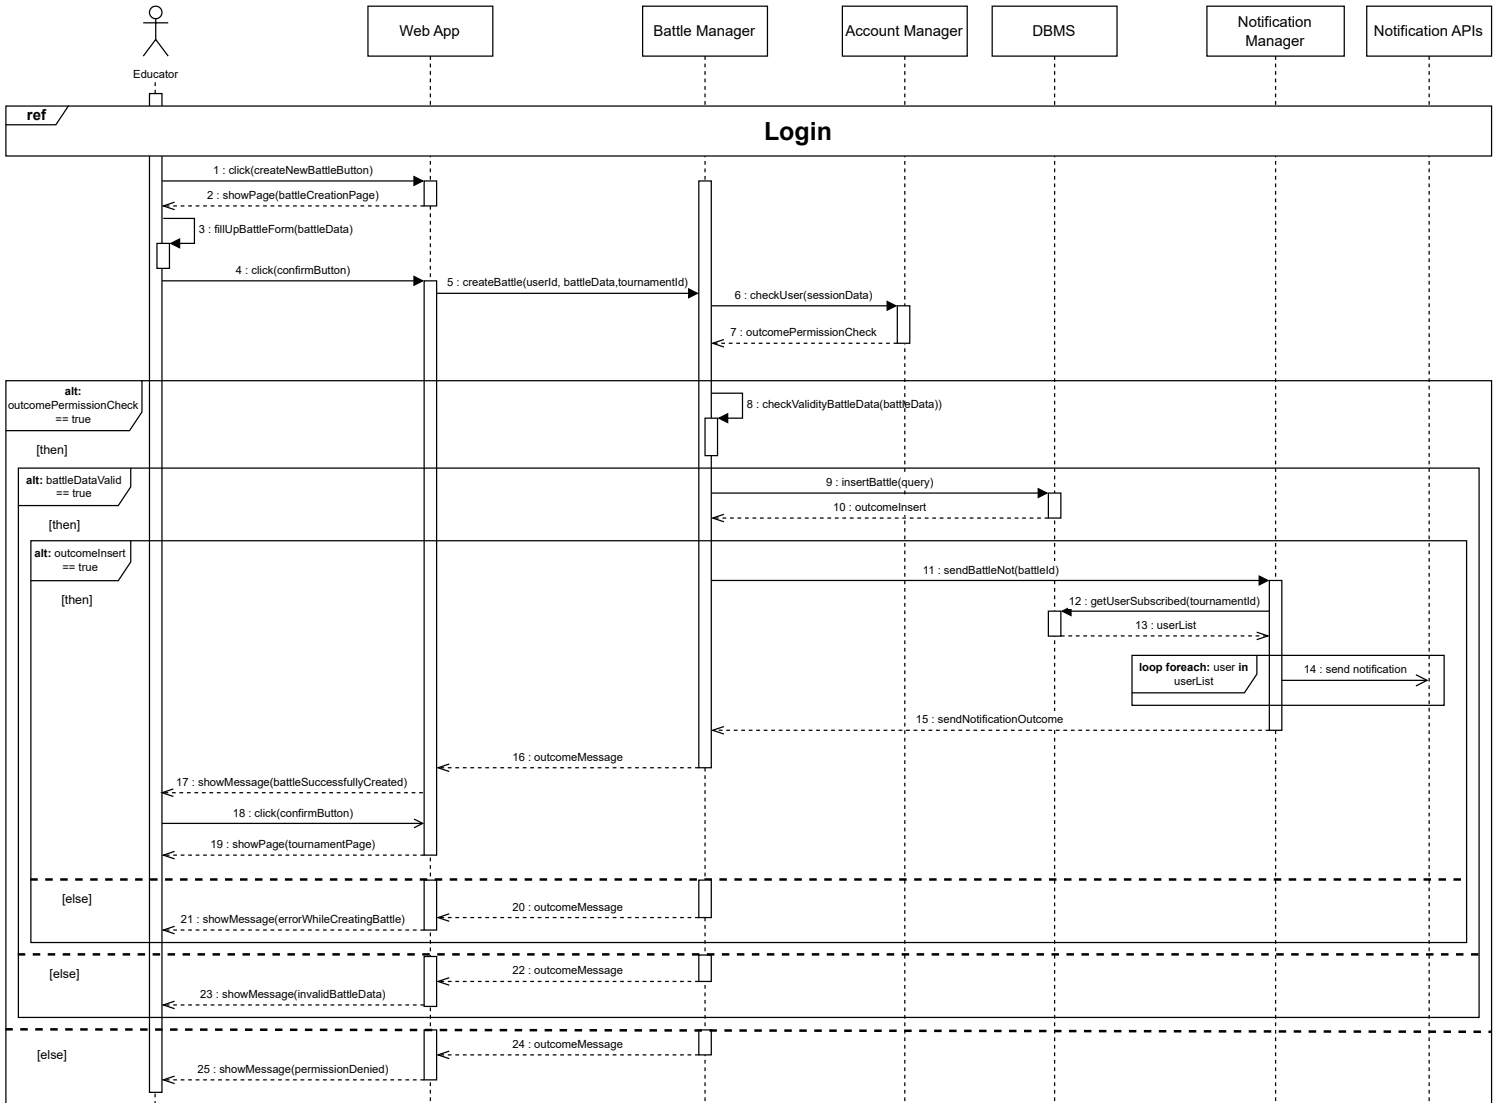 Educator
Web App
Battle Manager
Account Manager
DBMS
Notification
Manager
Notification APIs
ref
Login
1 : click(createNewBattleButton)
2 : showPage(battleCreationPage)
3 : fillUpBattleForm(battleData)
4 : click(confirmButton)
5 : createBattle(userId, battleData,tournamentId)
6 : checkUser(sessionData)
7 : outcomePermissionCheck
alt:
outcomePermissionCheck
== true
8 : checkValidityBattleData(battleData))
[then]
alt: battleDataValid
== true
9 : insertBattle(query)
10 : outcomeInsert
[then]
alt: outcomeInsert
== true
11 : sendBattleNot(battleId)
[then]
12 : getUserSubscribed(tournamentId)
13 : userList
loop foreach: user in
userList
14 : send notification
15 : sendNotificationOutcome
16 : outcomeMessage
17 : showMessage(battleSuccessfullyCreated)
18 : click(confirmButton)
19 : showPage(tournamentPage)
[else]
20 : outcomeMessage
21 : showMessage(errorWhileCreatingBattle)
[else]
22 : outcomeMessage
23 : showMessage(invalidBattleData)
[else]
24 : outcomeMessage
25 : showMessage(permissionDenied)